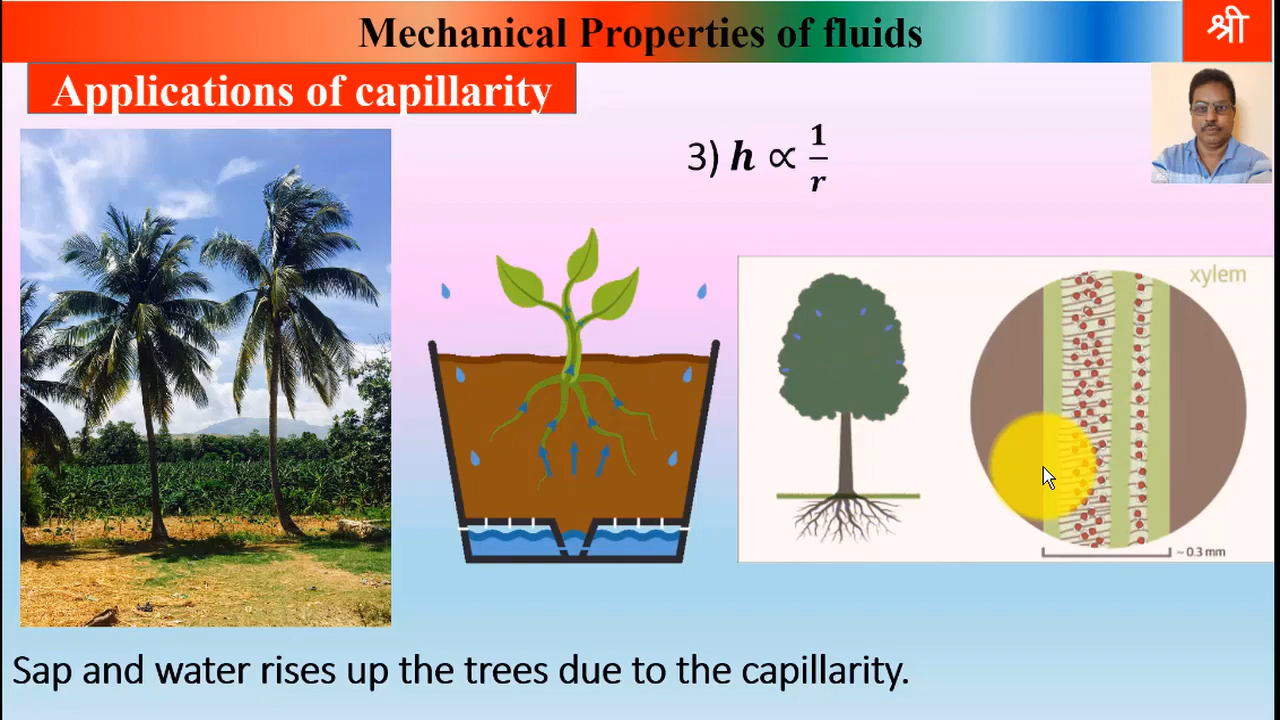 Mechanical Properties of fluids
श्री
Applications of capillarity
3) h ∝ 1/r
xylem
~ 0.3 mm
Sap and water rises up the trees due to the capillarity.